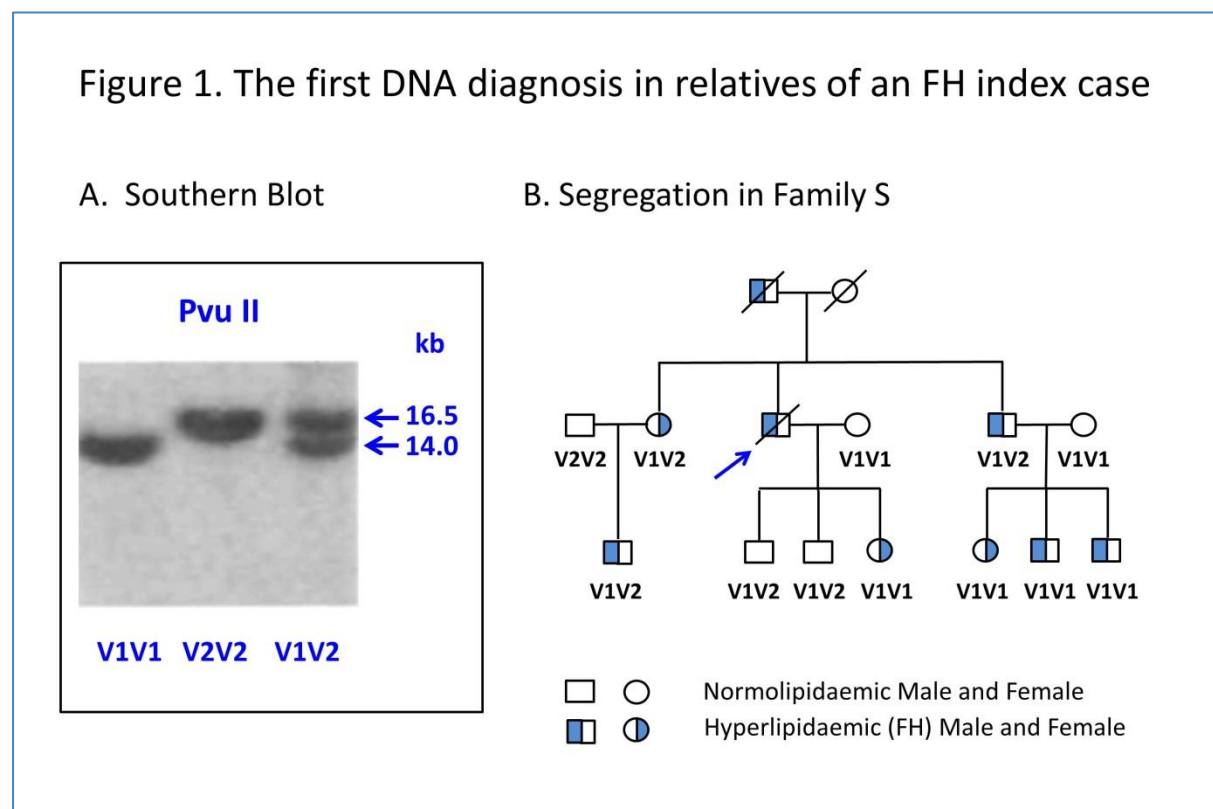 Figure 1. The first DNA diagnosis in relatives of an FH index case
A. Southern Blot
B. Segregation in Family S
Pvu II
kb
16.5
14.0
V1V1 V2V2 V1V2
V2V2 V1V2 V1V1 V1V2 V1V1
V1V2 V1V2 V1V2 V1V1 V1V1 V1V1 V1V1
Normolipidaemic Male and Female
Hyperlipidaemic (FH) Male and Female